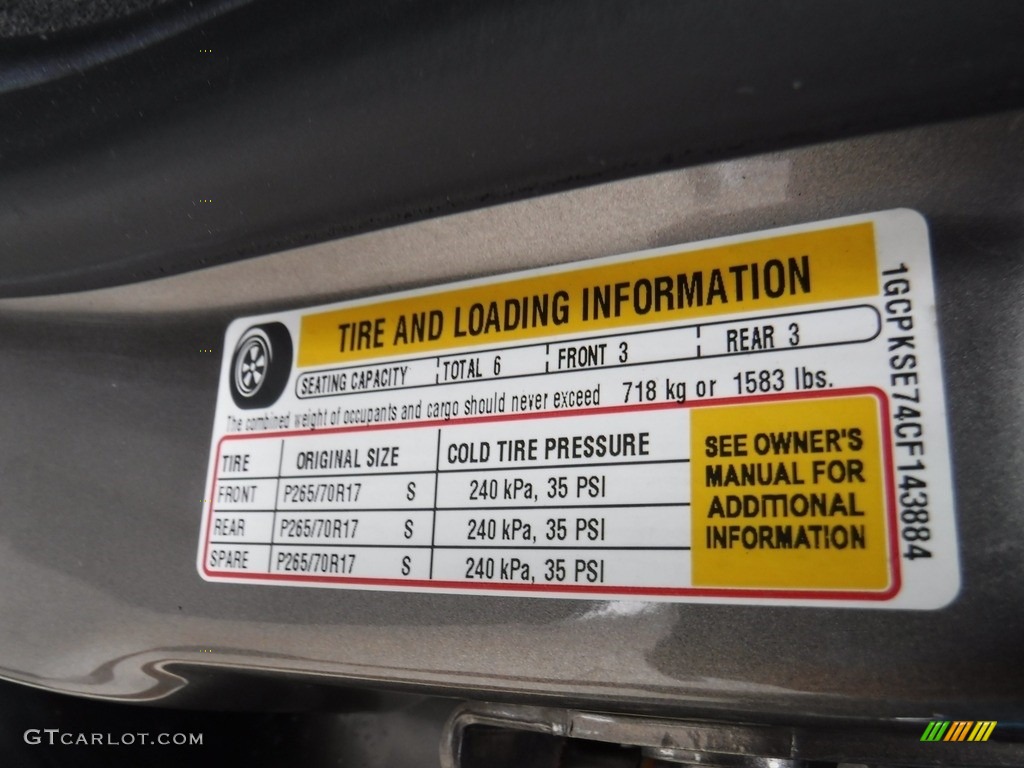 TIRE AND LOADING INFORMATION
SEATING CAPACITY TOTAL 6 FRONT 3 REAR 3
The combined weight of occupants and cargo should never exceed 718 kg or 1583 lbs.
TIRE ORIGINAL SIZE COLD TIRE PRESSURE
FRONT P265/70R17 S 240 kPa, 35 PSI
REAR P265/70R17 S 240 kPa, 35 PSI
SPARE P265/70R17 S 240 kPa, 35 PSI
SEE OWNER'S
MANUAL FOR
ADDITIONAL
INFORMATION
1GCPKSE74CF143884
GTCARLOT.COM